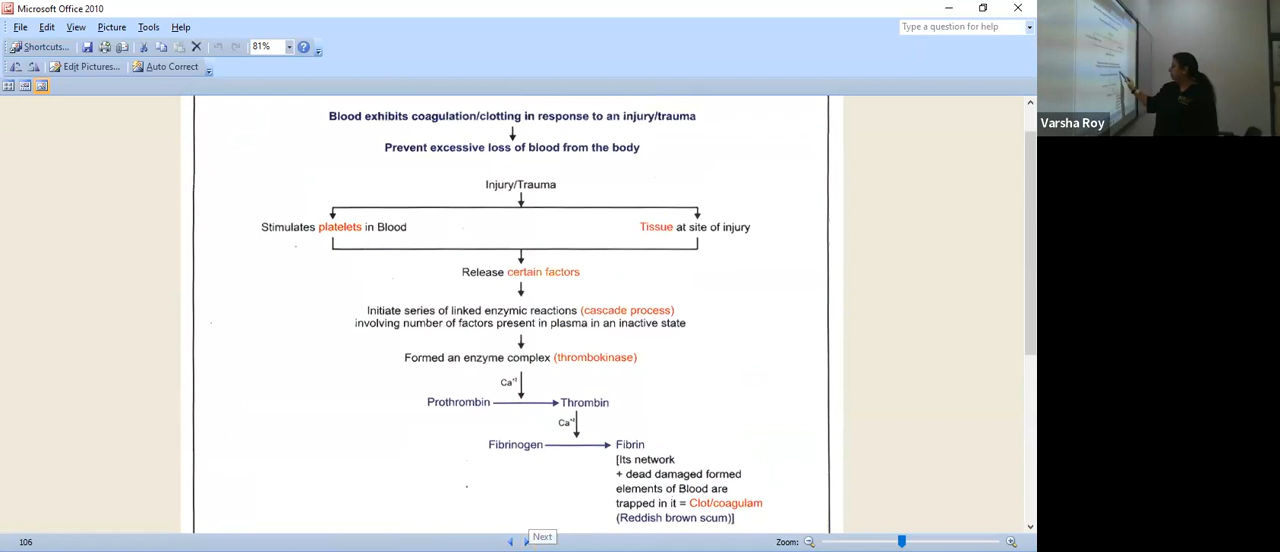 Microsoft Office 2010
File Edit View Picture Tools Help
Type a question for help
Shortcuts...
81%
Edit Pictures...
Auto Correct
Varsha Roy
Blood exhibits coagulation/clotting in response to an injury/trauma
Prevent excessive loss of blood from the body
Injury/Trauma
Stimulates platelets in Blood
Tissue at site of injury
Release certain factors
Initiate series of linked enzymic reactions (cascade process)
involving number of factors present in plasma in an inactive state
Formed an enzyme complex (thrombokinase)
Ca⁺²
Prothrombin
Thrombin
Ca⁺²
Fibrinogen
Fibrin
[Its network
+ dead damaged formed
elements of Blood are
trapped in it = Clot/coagulam
(Reddish brown scum)]
Next
106
Zoom: